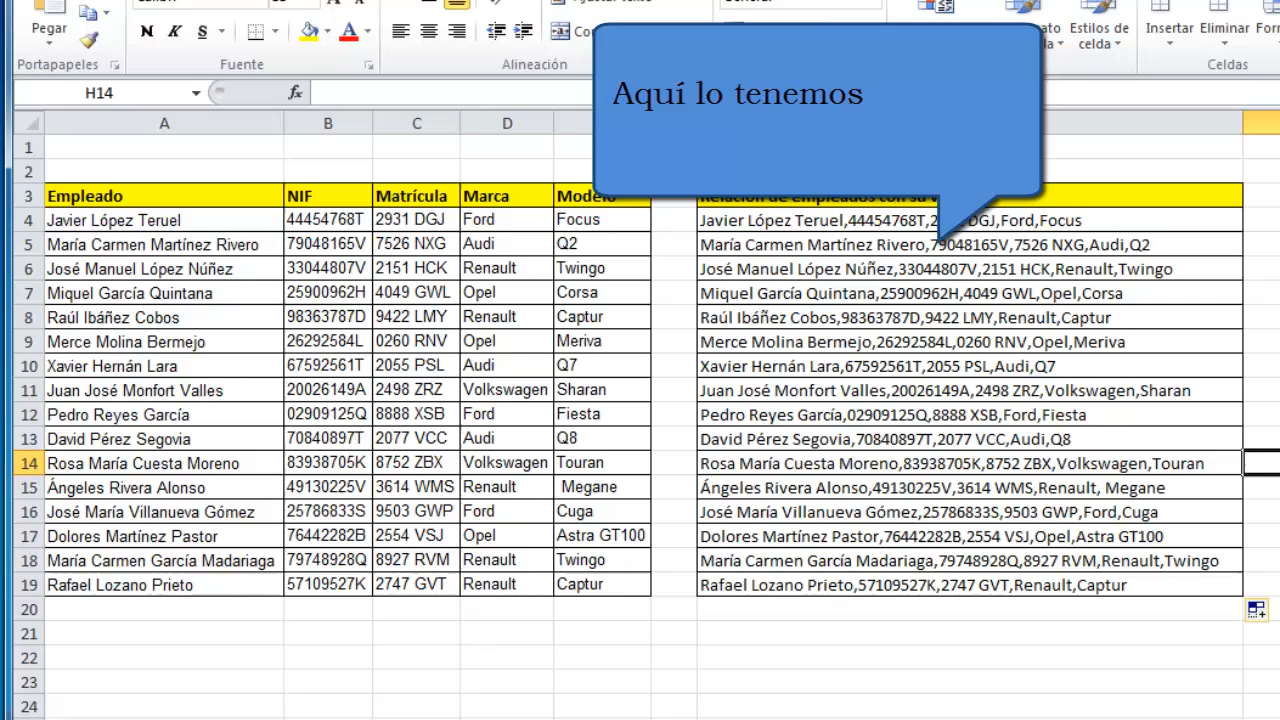 Pegar
N K S
A
Estilos de
celda
Insertar Eliminar
Portapapeles Fuente Alineación Celdas
Aquí lo tenemos
H14 fx
A B C D
1
2
3 Empleado NIF Matrícula Marca Modelo
4 Javier López Teruel 44454768T 2931 DGJ Ford Focus Javier López Teruel,44454768T,2 DGJ,Ford,Focus
5 María Carmen Martínez Rivero 79048165V 7526 NXG Audi Q2 María Carmen Martínez Rivero,79048165V,7526 NXG,Audi,Q2
6 José Manuel López Núñez 33044807V 2151 HCK Renault Twingo José Manuel López Núñez,33044807V,2151 HCK,Renault,Twingo
7 Miquel García Quintana 25900962H 4049 GWL Opel Corsa Miquel García Quintana,25900962H,4049 GWL,Opel,Corsa
8 Raúl Ibáñez Cobos 98363787D 9422 LMY Renault Captur Raúl Ibáñez Cobos,98363787D,9422 LMY,Renault,Captur
9 Merce Molina Bermejo 26292584L 0260 RNV Opel Meriva Merce Molina Bermejo,26292584L,0260 RNV,Opel,Meriva
10 Xavier Hernán Lara 67592561T 2055 PSL Audi Q7 Xavier Hernán Lara,67592561T,2055 PSL,Audi,Q7
11 Juan José Monfort Valles 20026149A 2498 ZRZ Volkswagen Sharan Juan José Monfort Valles,20026149A,2498 ZRZ,Volkswagen,Sharan
12 Pedro Reyes García 02909125Q 8888 XSB Ford Fiesta Pedro Reyes García,02909125Q,8888 XSB,Ford,Fiesta
13 David Pérez Segovia 70840897T 2077 VCC Audi Q8 David Pérez Segovia,70840897T,2077 VCC,Audi,Q8
14 Rosa María Cuesta Moreno 83938705K 8752 ZBX Volkswagen Touran Rosa María Cuesta Moreno,83938705K,8752 ZBX,Volkswagen,Touran
15 Ángeles Rivera Alonso 49130225V 3614 WMS Renault Megane Ángeles Rivera Alonso,49130225V,3614 WMS,Renault, Megane
16 José María Villanueva Gómez 25786833S 9503 GWP Ford Cuga José María Villanueva Gómez,25786833S,9503 GWP,Ford,Cuga
17 Dolores Martínez Pastor 76442282B 2554 VSJ Opel Astra GT100 Dolores Martínez Pastor,76442282B,2554 VSJ,Opel,Astra GT100
18 María Carmen García Madariaga 79748928Q 8927 RVM Renault Twingo María Carmen García Madariaga,79748928Q,8927 RVM,Renault,Twingo
19 Rafael Lozano Prieto 57109527K 2747 GVT Renault Captur Rafael Lozano Prieto,57109527K,2747 GVT,Renault,Captur
20
21
22
23
24